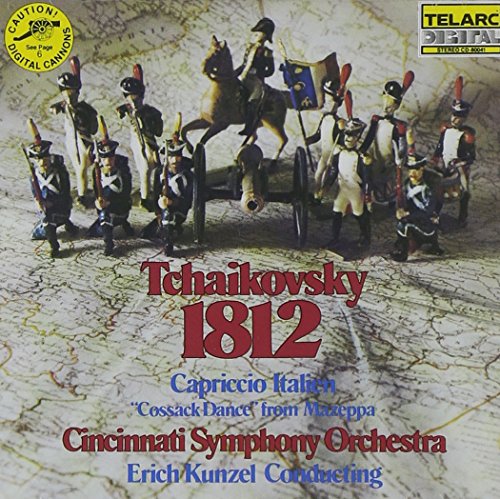 CAUTION!
DIGITAL CANNONS
See Page
6
TELARC
DIGITAL
STEREO CD-80041
Tchaikovsky
1812
Capriccio Italien
"Cossack Dance" from Mazeppa
Cincinnati Symphony Orchestra
Erich Kunzel Conducting